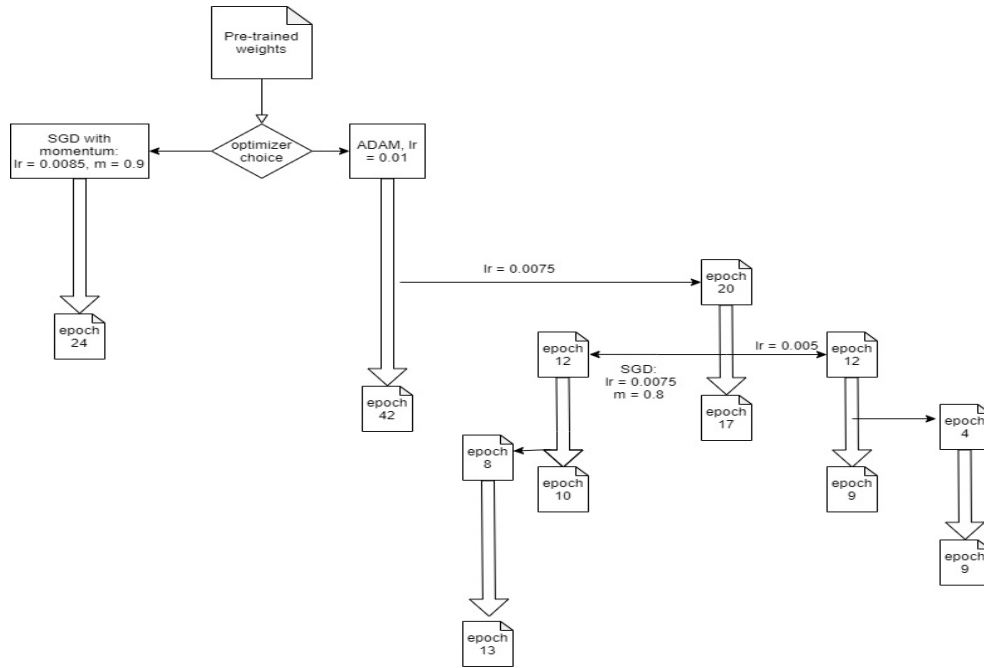 Pre-trained
weights
SGD with
momentum:
lr = 0.0085, m = 0.9
optimizer
choice
ADAM, lr
= 0.01
lr = 0.0075
epoch
20
epoch
24
epoch
42
epoch
12
SGD:
lr = 0.0075
m = 0.8
lr = 0.005
epoch
12
epoch
17
epoch
4
epoch
8
epoch
10
epoch
9
epoch
9
epoch
13